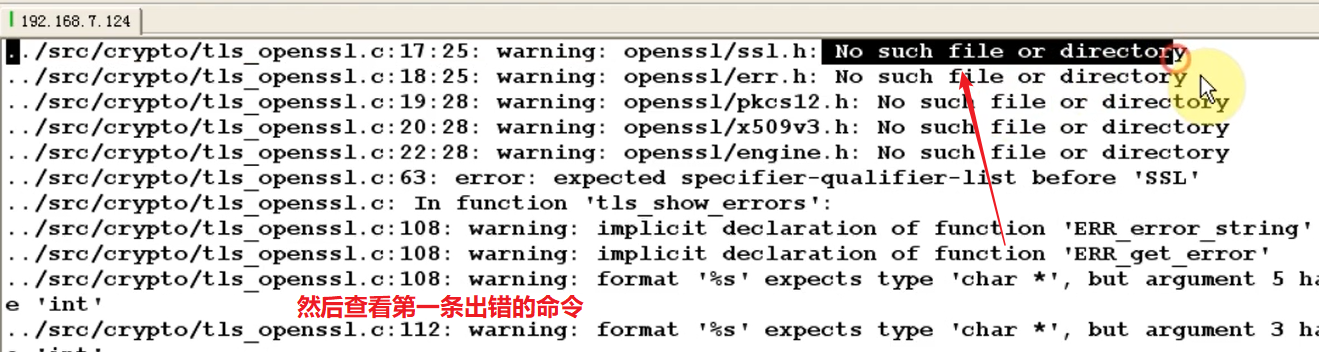 192.168.7.124
../src/crypto/tls_openssl.c:17:25: warning: openssl/ssl.h: No such file or directory
../src/crypto/tls_openssl.c:18:25: warning: openssl/err.h: No such file or directory
../src/crypto/tls_openssl.c:19:28: warning: openssl/pkcs12.h: No such file or directory
../src/crypto/tls_openssl.c:20:28: warning: openssl/x509v3.h: No such file or directory
../src/crypto/tls_openssl.c:22:28: warning: openssl/engine.h: No such file or directory
../src/crypto/tls_openssl.c:63: error: expected specifier-qualifier-list before 'SSL'
../src/crypto/tls_openssl.c: In function 'tls_show_errors':
../src/crypto/tls_openssl.c:108: warning: implicit declaration of function 'ERR_error_string'
../src/crypto/tls_openssl.c:108: warning: implicit declaration of function 'ERR_get_error'
../src/crypto/tls_openssl.c:108: warning: format '%s' expects type 'char *', but argument 5 ha
e 'int'
然后查看第一条出错的命令
../src/crypto/tls_openssl.c:112: warning: format '%s' expects type 'char *', but argument 3 ha